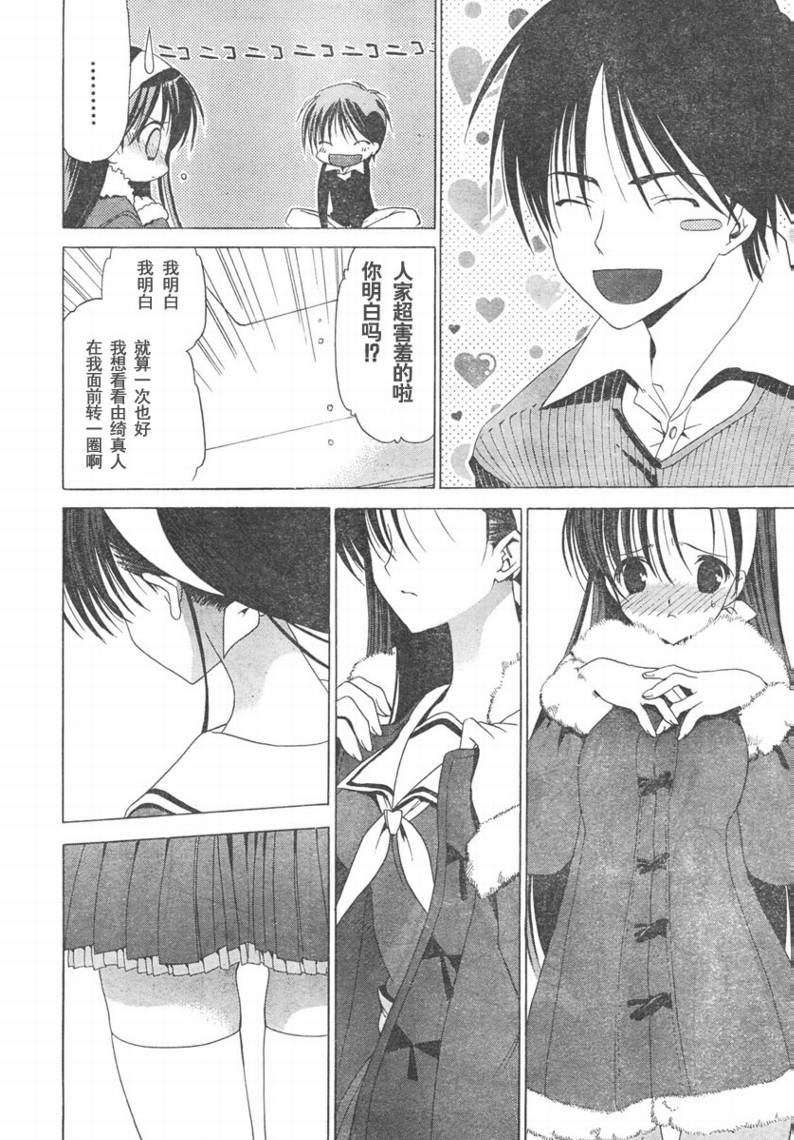 ニコニコニコニコニコニコ
………
人家超害羞的啦
你明白吗!?
我明白
我明白
就算一次也好
我想看看由绮真人
在我面前转一圈啊